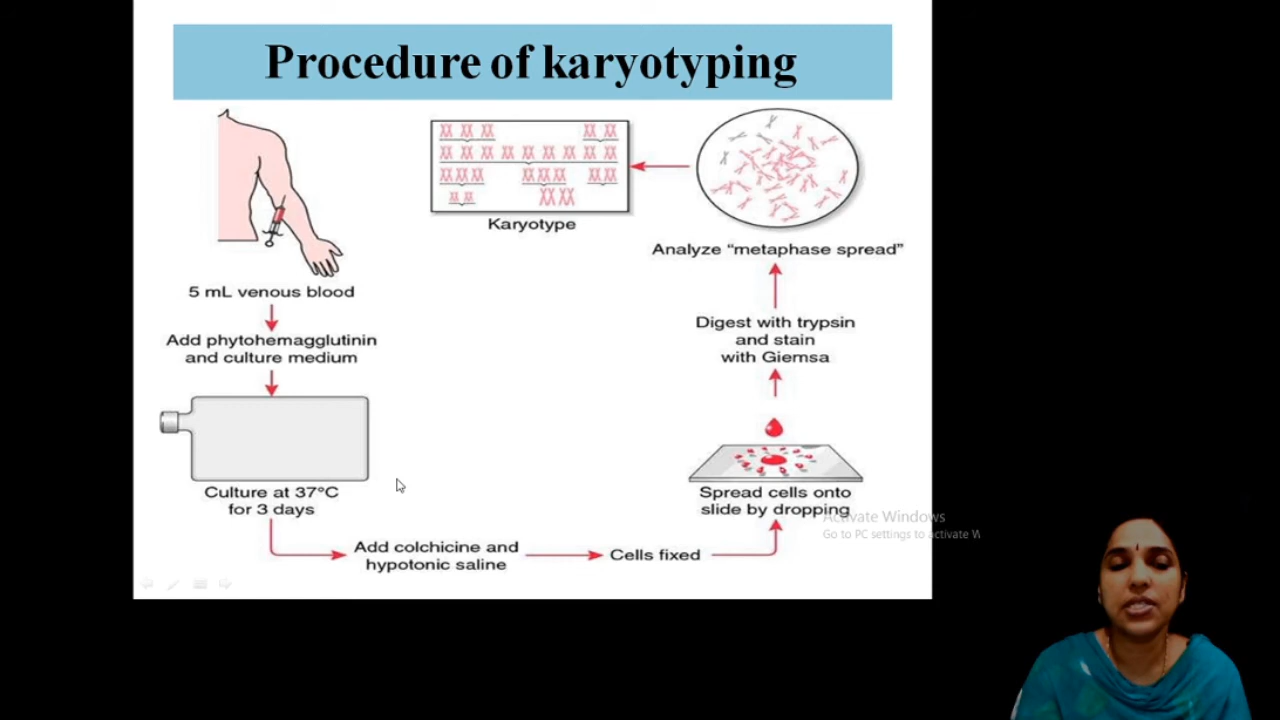 Procedure of karyotyping
5 mL venous blood
Add phytohemagglutinin
and culture medium
Culture at 37°C
for 3 days
Add colchicine and
hypotonic saline
Cells fixed
Spread cells onto
slide by dropping
Digest with trypsin
and stain
with Giemsa
Analyze “metaphase spread”
Karyotype
Activate Windows
Go to PC settings to activate W